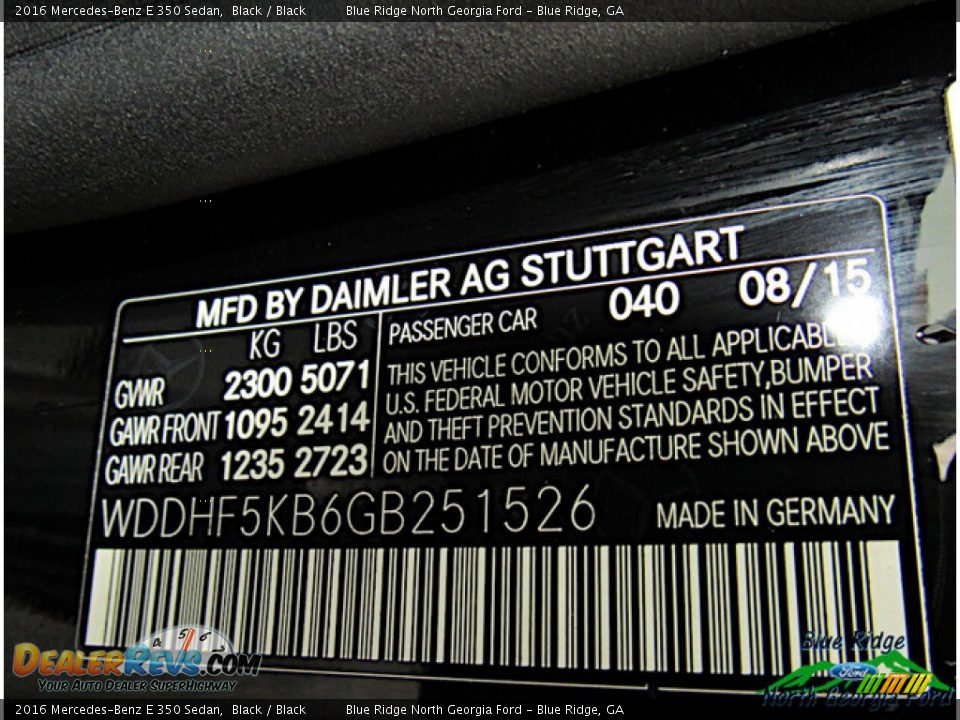 2016 Mercedes-Benz E 350 Sedan, Black / Black Blue Ridge North Georgia Ford - Blue Ridge, GA
MFD BY DAIMLER AG STUTTGART
KG LBS
GVWR 2300 5071
GAWR FRONT 1095 2414
GAWR REAR 1235 2723
PASSENGER CAR 040 08/15
THIS VEHICLE CONFORMS TO ALL APPLICABLE
U.S. FEDERAL MOTOR VEHICLE SAFETY,BUMPER
AND THEFT PREVENTION STANDARDS IN EFFECT
ON THE DATE OF MANUFACTURE SHOWN ABOVE
WDDHF5KB6GB251526 MADE IN GERMANY
4 5 6
DEALERREVS.COM
YOUR AUTO DEALER SUPERHIGHWAY
Blue Ridge
Ford
North Georgia Ford
2016 Mercedes-Benz E 350 Sedan, Black / Black Blue Ridge North Georgia Ford - Blue Ridge, GA